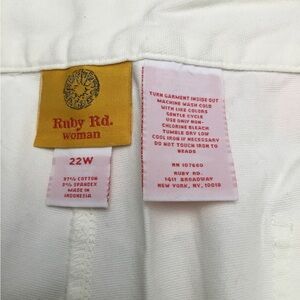 Ruby Rd.
woman
22W
97% COTTON
3% SPANDEX
MADE IN
INDONESIA
TURN GARMENT INSIDE OUT
MACHINE WASH COLD
WITH LIKE COLORS
GENTLE CYCLE
USE ONLY NON-
CHLORINE BLEACH
TUMBLE DRY LOW
COOL IRON IF NECESSARY
DO NOT TOUCH IRON TO
BEADS
RN 107660
RUBY RD.
1411 BROADWAY
NEW YORK, NY, 10018